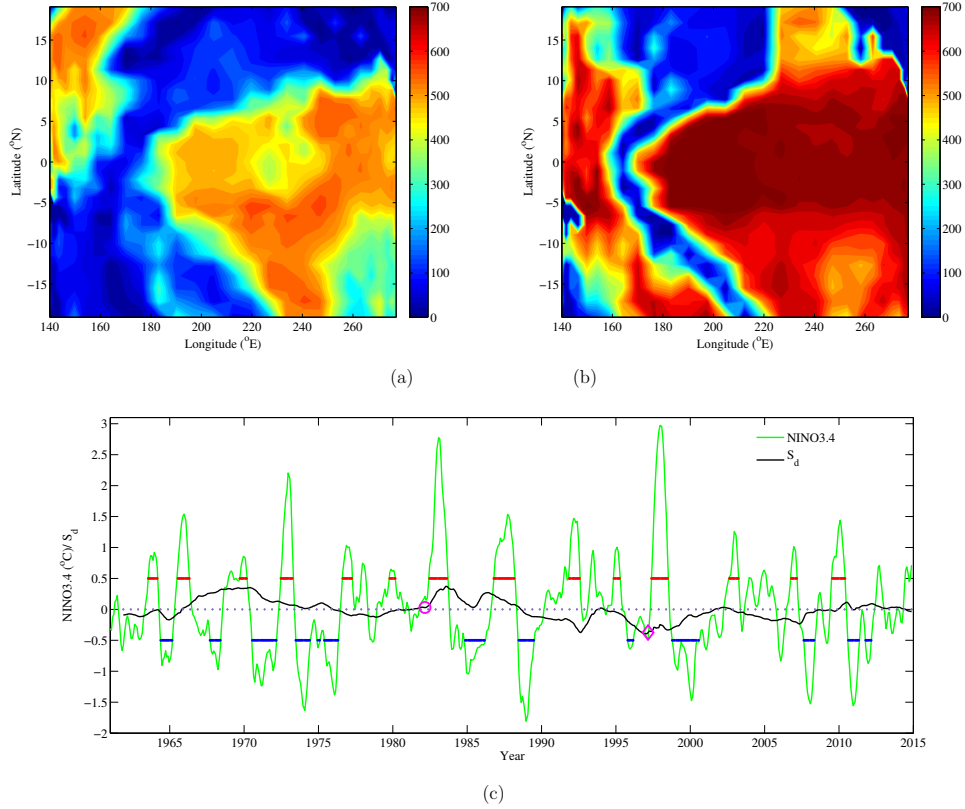 700
600
500
400
300
200
100
0
15
10
5
0
−5
−10
−15
140 160 180 200 220 240 260
Latitude (°N)
Longitude (°E)
(a)
700
600
500
400
300
200
100
0
15
10
5
0
−5
−10
−15
140 160 180 200 220 240 260
Latitude (°N)
Longitude (°E)
(b)
3
2.5
2
1.5
1
0.5
0
−0.5
−1
−1.5
−2
NINO3.4 (°C)/ S_d
NINO3.4
S_d
1965 1970 1975 1980 1985 1990 1995 2000 2005 2010 2015
Year
(c)